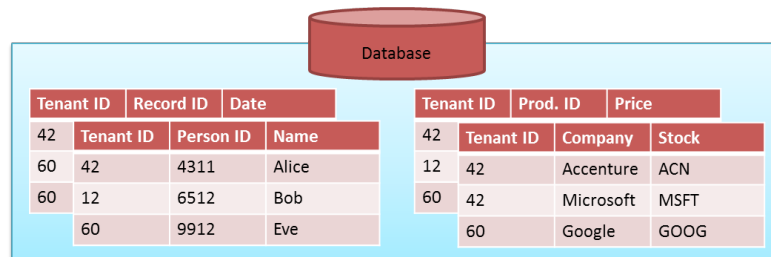 Database
Tenant ID Record ID Date
42
60
60
Tenant ID Person ID Name
42 4311 Alice
12 6512 Bob
60 9912 Eve
Tenant ID Prod. ID Price
42
12
60
Tenant ID Company Stock
42 Accenture ACN
42 Microsoft MSFT
60 Google GOOG